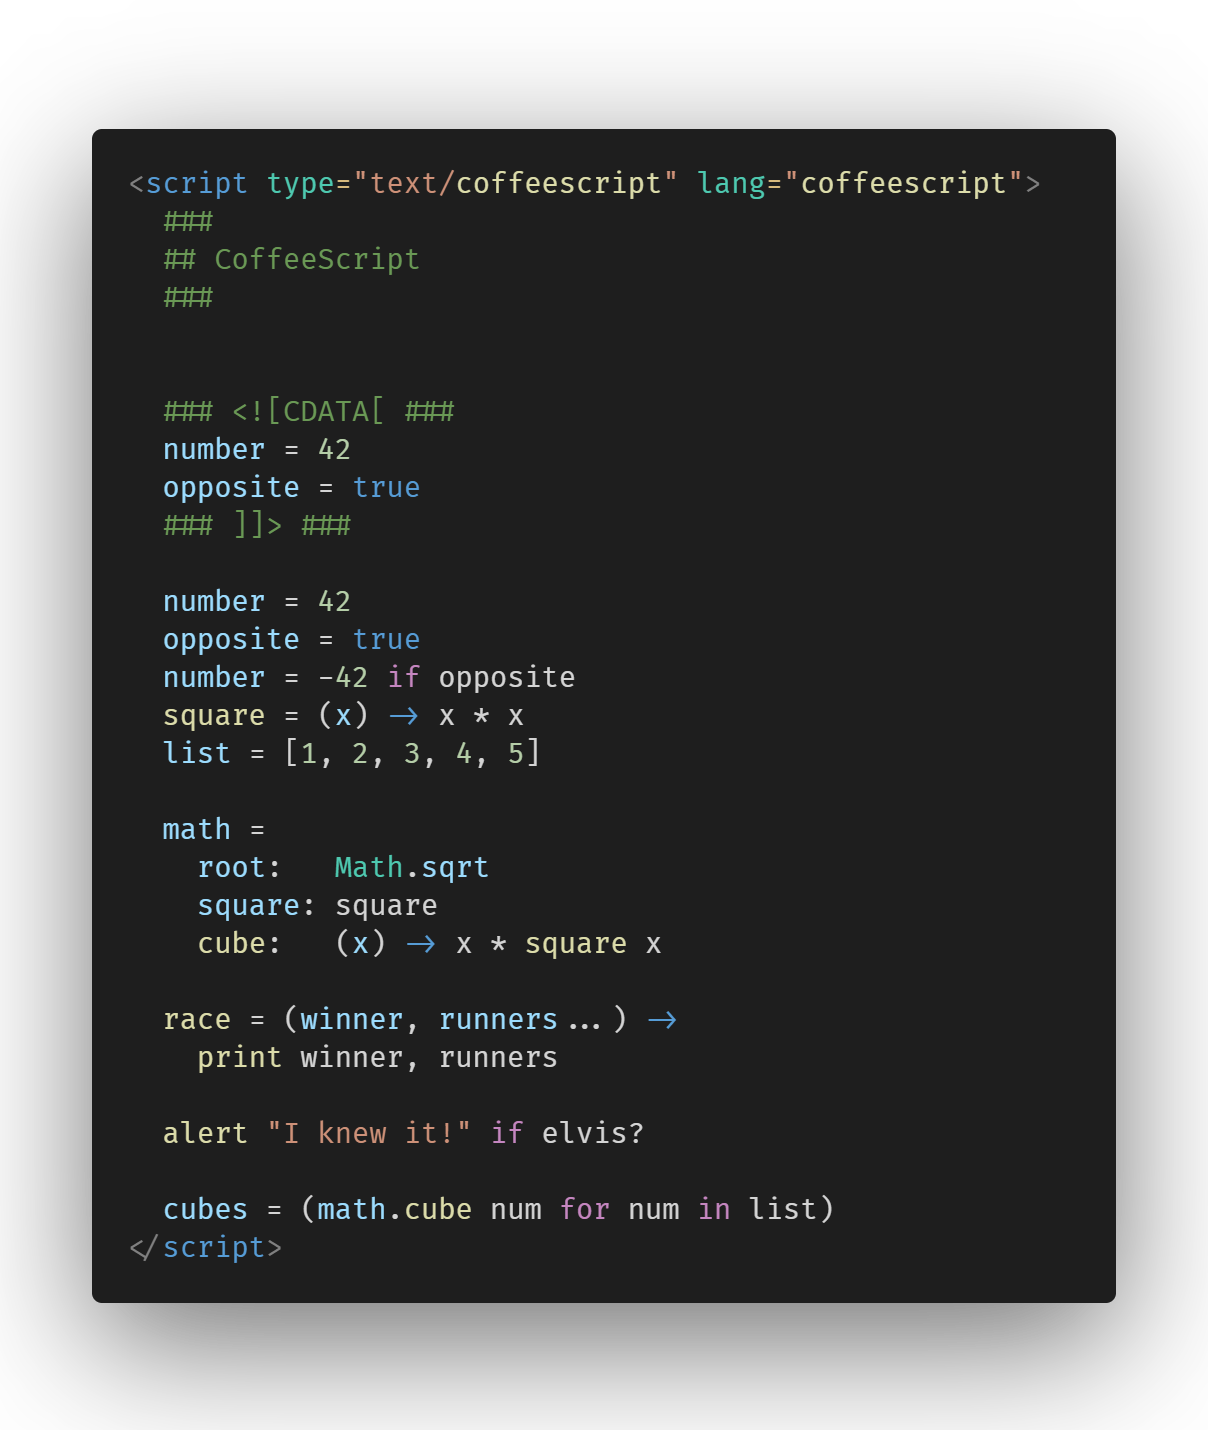 <script type="text/coffeescript" lang="coffeescript">
  ###
  ## CoffeeScript
  ###

  ### <![CDATA[ ###
  number = 42
  opposite = true
  ### ]]> ###

  number = 42
  opposite = true
  number = -42 if opposite
  square = (x) -> x * x
  list = [1, 2, 3, 4, 5]

  math =
    root:   Math.sqrt
    square: square
    cube:   (x) -> x * square x

  race = (winner, runners...) ->
    print winner, runners

  alert "I knew it!" if elvis?

  cubes = (math.cube num for num in list)
</script>